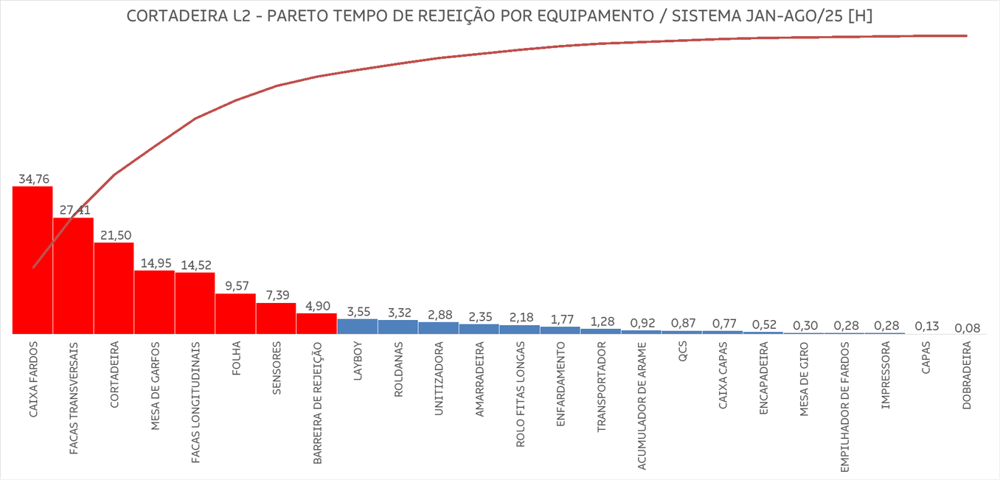 CORTADEIRA L2 - PARETO TEMPO DE REJEIÇÃO POR EQUIPAMENTO / SISTEMA JAN-AGO/25 [H]
34,76
27,41
21,50
14,95
14,52
9,57
7,39
4,90
3,55
3,32
2,88
2,35
2,18
1,77
1,28
0,92
0,87
0,77
0,52
0,30
0,28
0,28
0,13
0,08
CAIXA FARDOS
FACAS TRANSVERSAIS
CORTADEIRA
MESA DE GARFOS
FACAS LONGITUDINAIS
FOLHA
SENSORES
BARREIRA DE REJEIÇÃO
LAYBOY
ROLDANAS
UNITIZADORA
AMARRADEIRA
ROLO FITAS LONGAS
ENFARDAMENTO
TRANSPORTADOR
ACUMULADOR DE ARAME
QCS
CAIXA CAPAS
ENCAPADEIRA
MESA DE GIRO
EMPILHADOR DE FARDOS
IMPRESSORA
CAPAS
DOBRADEIRA